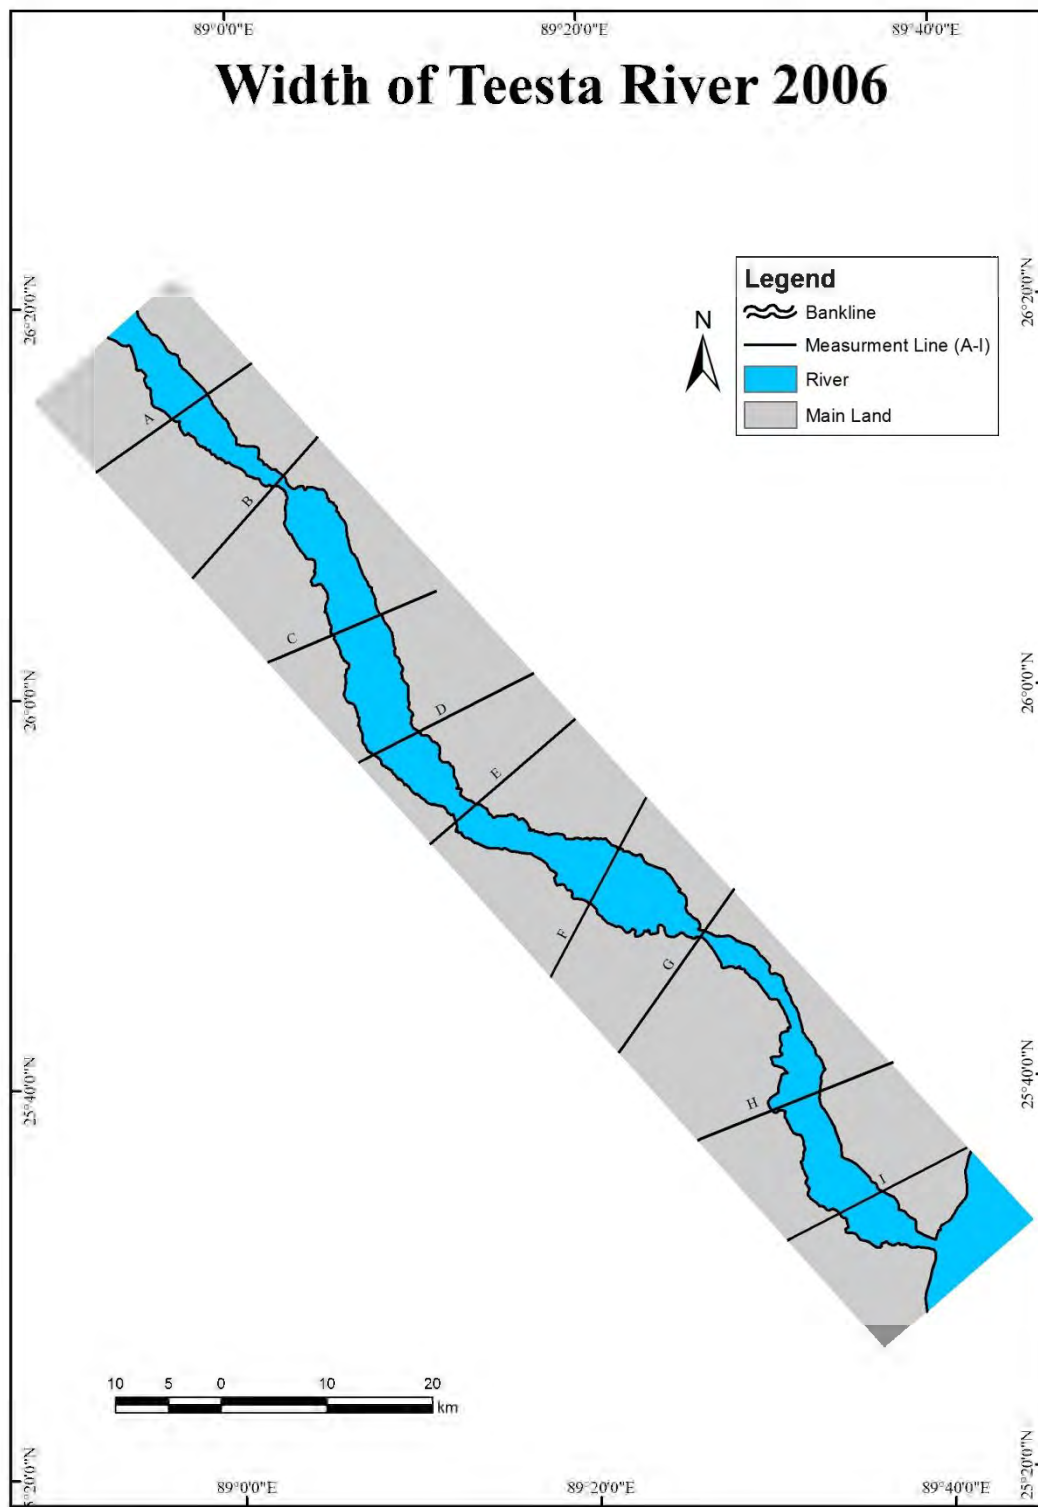 89°0'0"E 89°20'0"E 89°40'0"E
Width of Teesta River 2006
26°20'0"N
26°20'0"N
Legend
Bankline
Measurment Line (A-I)
River
Main Land
N
A
B
C
D
E
F
G
H
I
26°0'0"N
26°0'0"N
25°40'0"N
25°40'0"N
10 5 0 10 20
km
5°20'0"N
25°20'0"N
89°0'0"E 89°20'0"E 89°40'0"E